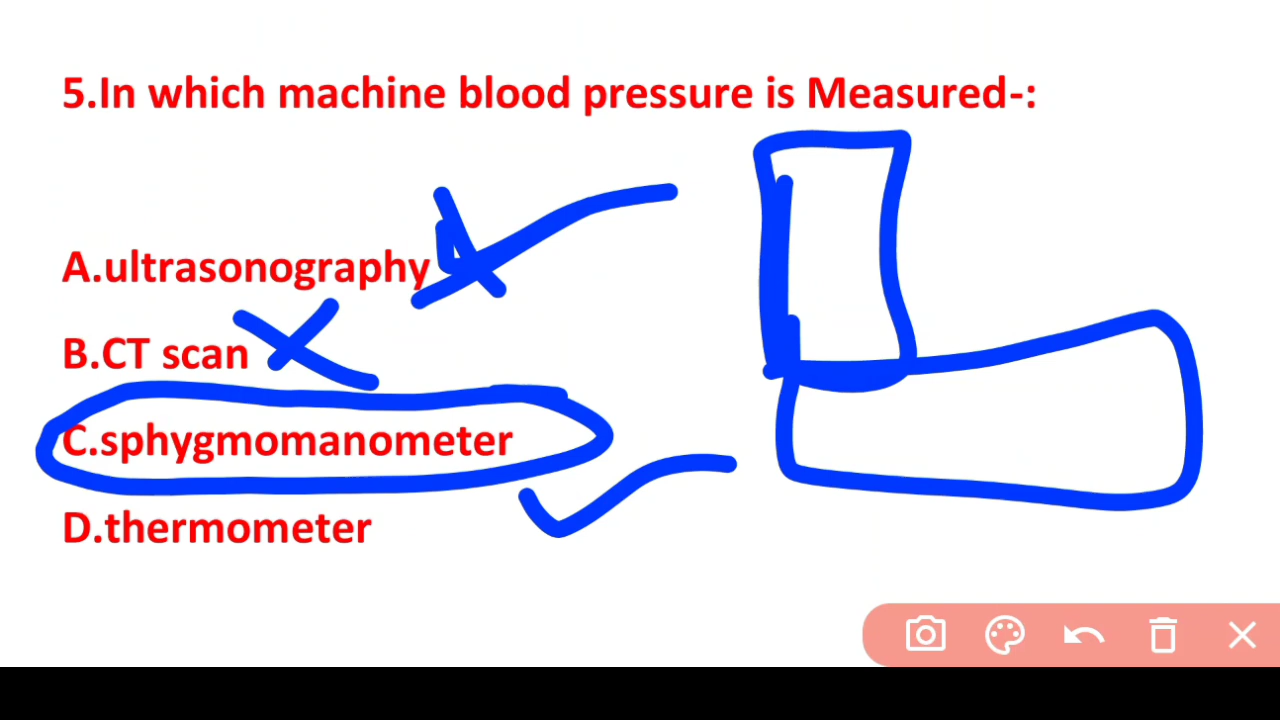 5.In which machine blood pressure is Measured-:
A.ultrasonography
B.CT scan
C.sphygmomanometer
D.thermometer